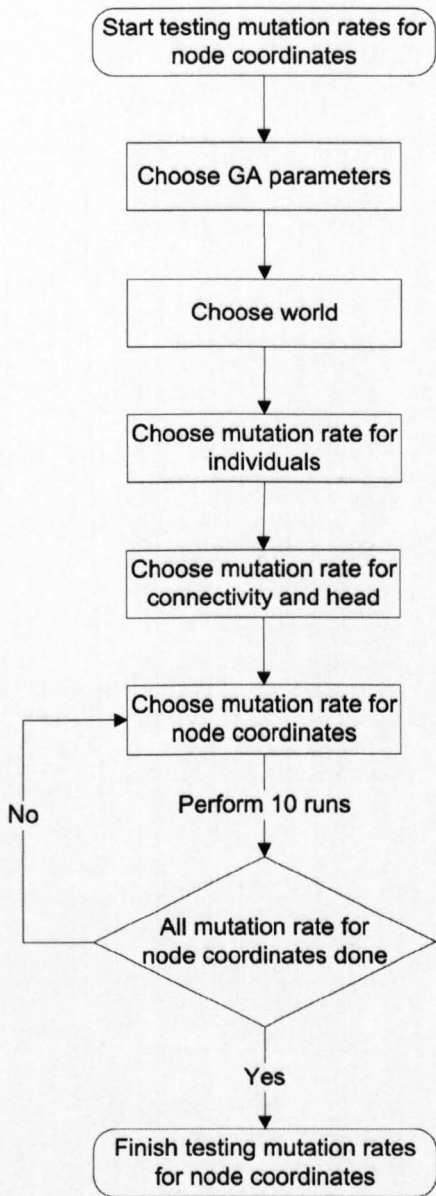 Start testing mutation rates for
node coordinates
Choose GA parameters
Choose world
Choose mutation rate for
individuals
Choose mutation rate for
connectivity and head
Choose mutation rate for
node coordinates
No
Perform 10 runs
All mutation rate for
node coordinates done
Yes
Finish testing mutation rates
for node coordinates